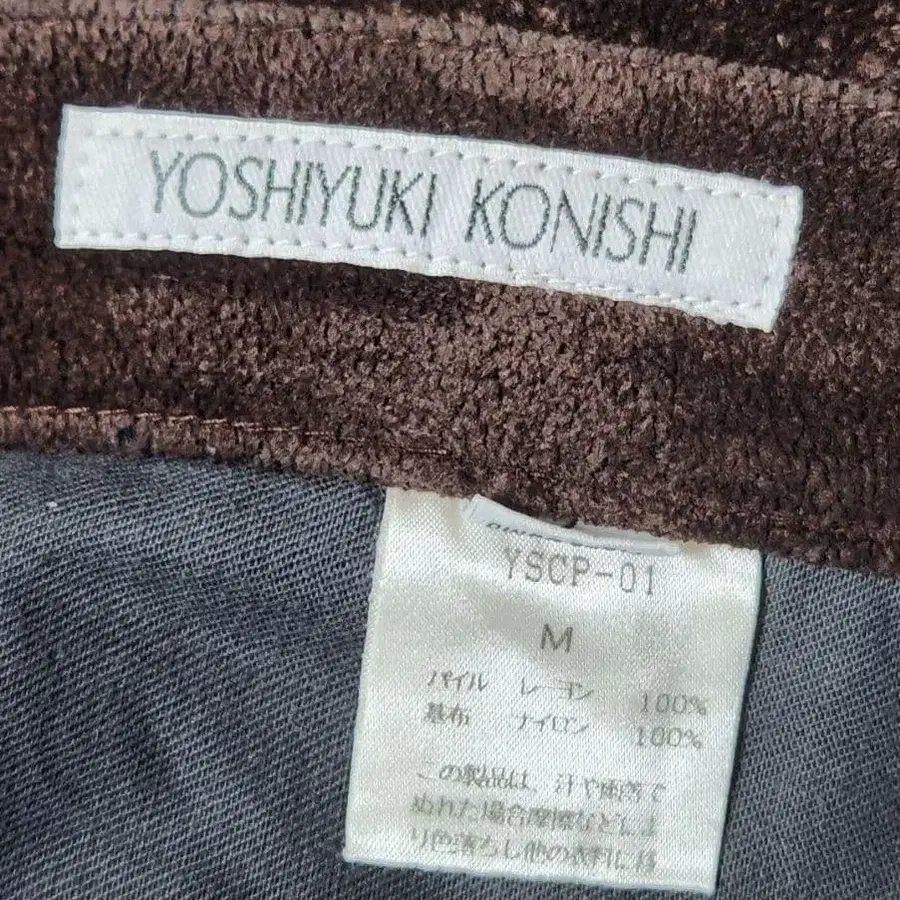 YOSHIYUKI KONISHI
YSCP-01
M
パイル レーヨン 100%
基布 ナイロン 100%
この製品は、汗や雨等で
ぬれた場合摩擦などによ
り色落ちし他の衣料に移